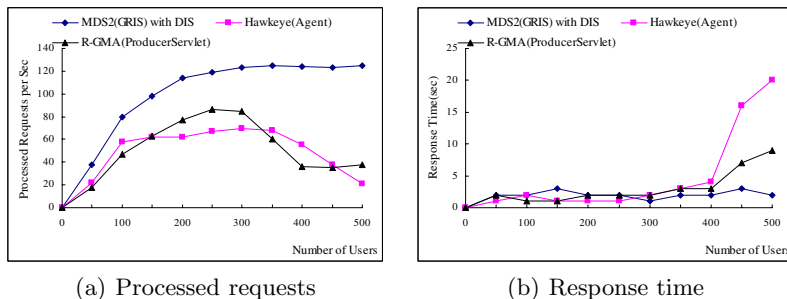 MDS2(GRIS) with DIS
Hawkeye(Agent)
R-GMA(ProducerServlet)
Processed Requests per Sec
140
120
100
80
60
40
20
0
0 100 200 300 400 500
Number of Users
(a) Processed requests
MDS2(GRIS) with DIS
Hawkeye(Agent)
R-GMA(ProducerServlet)
Response Time(sec)
25
20
15
10
5
0
0 100 200 300 400 500
Number of Users
(b) Response time